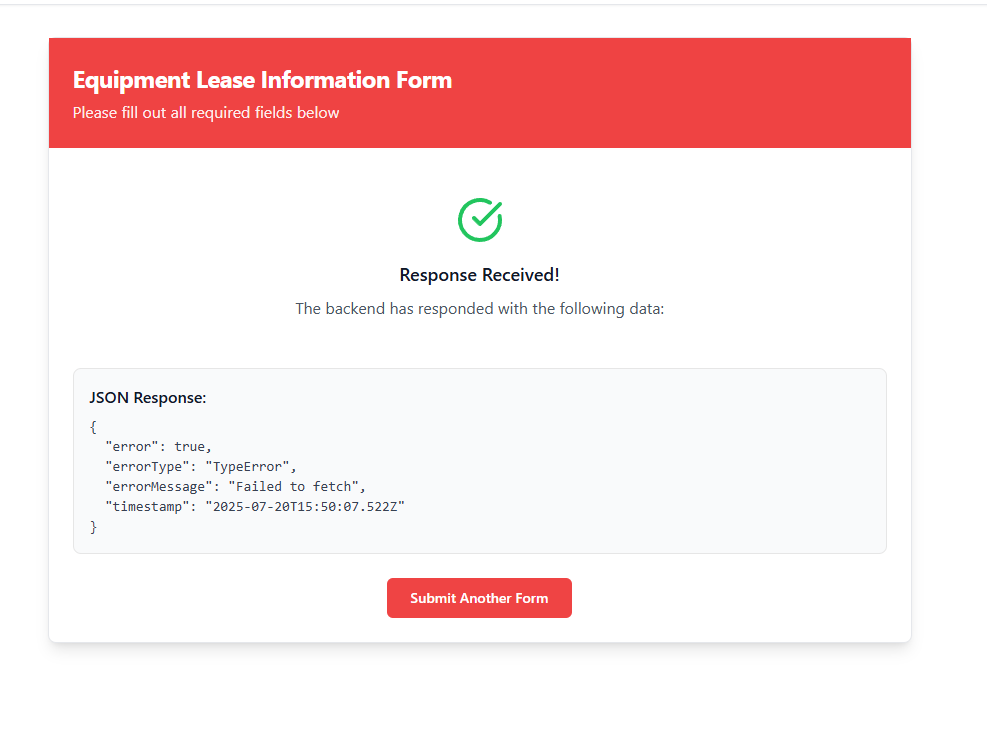 Equipment Lease Information Form
Please fill out all required fields below
Response Received!
The backend has responded with the following data:
JSON Response:
{
  "error": true,
  "errorType": "TypeError",
  "errorMessage": "Failed to fetch",
  "timestamp": "2025-07-20T15:50:07.522Z"
}
Submit Another Form